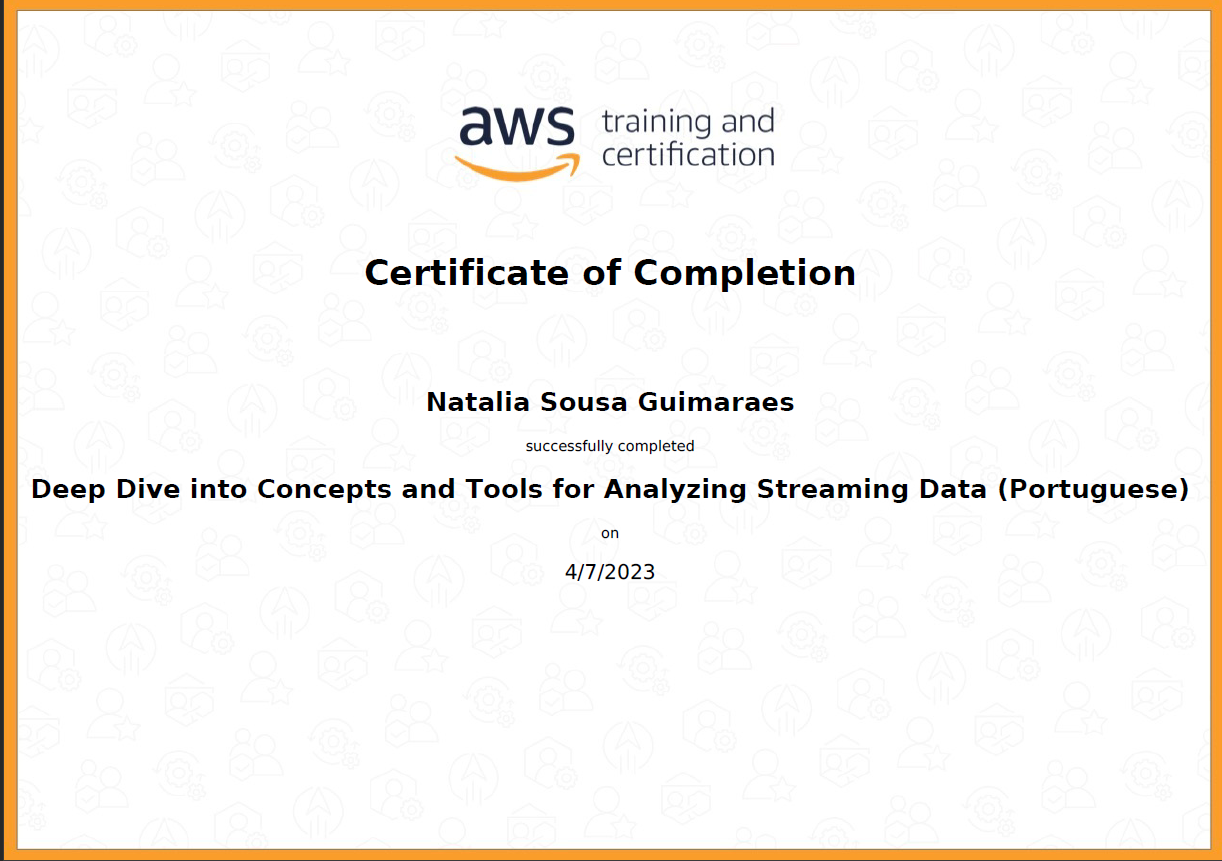 aws training and
certification
Certificate of Completion
Natalia Sousa Guimaraes
successfully completed
Deep Dive into Concepts and Tools for Analyzing Streaming Data (Portuguese)
on
4/7/2023